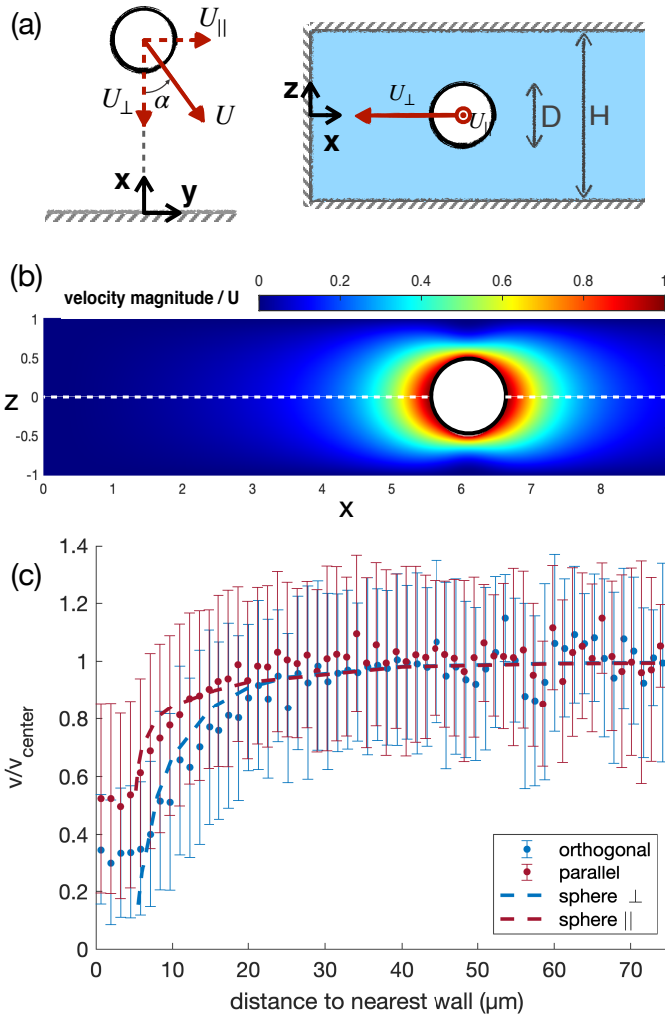 (a)
U||
U⊥
α
U
x
y
z
x
U⊥
U||
D
H
(b)
velocity magnitude / U
0 0.2 0.4 0.6 0.8 1
1
0.5
0
-0.5
-1
z
0 1 2 3 4 5 6 7 8
x
(c)
1.4
1.2
1
0.8
0.6
0.4
0.2
0
v/vcenter
0 10 20 30 40 50 60 70
distance to nearest wall (μm)
orthogonal
parallel
sphere ⊥
sphere ||